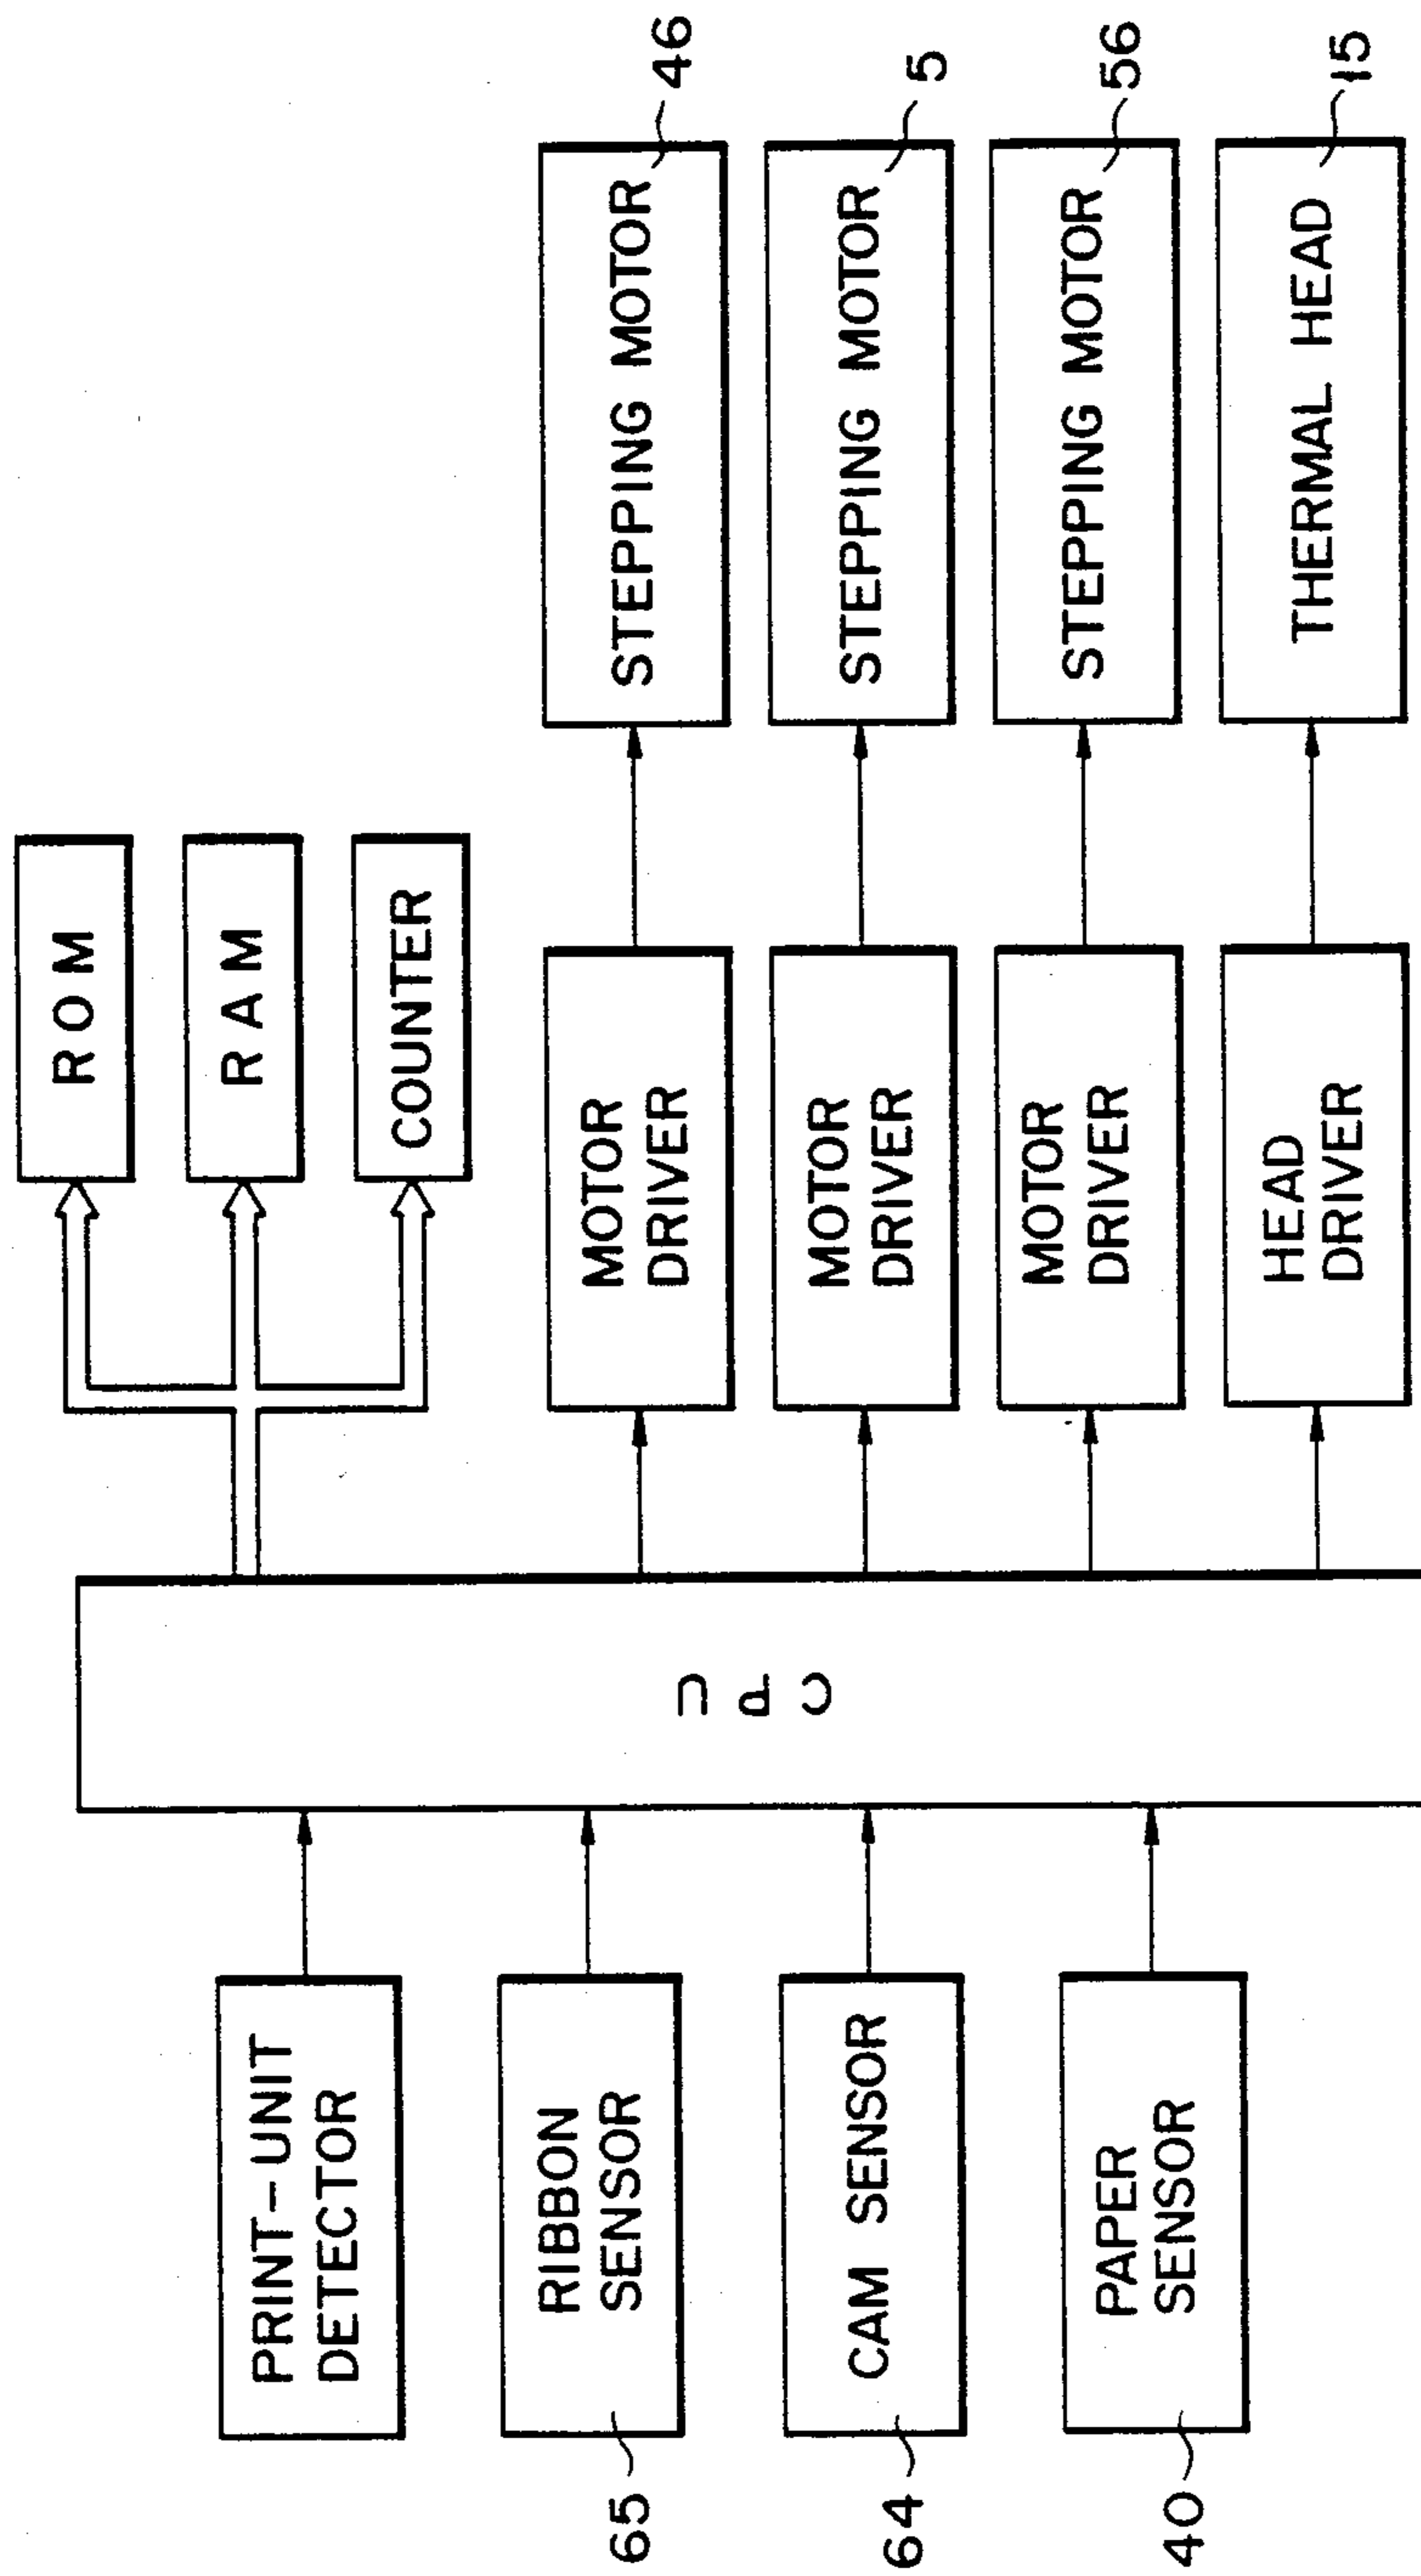 PRINT-UNIT
DETECTOR
RIBBON
SENSOR
65
CAM SENSOR
64
PAPER
SENSOR
40
CPU
ROM
RAM
COUNTER
MOTOR
DRIVER
STEPPING MOTOR
46
MOTOR
DRIVER
STEPPING MOTOR
5
MOTOR
DRIVER
STEPPING MOTOR
56
HEAD
DRIVER
THERMAL HEAD
15